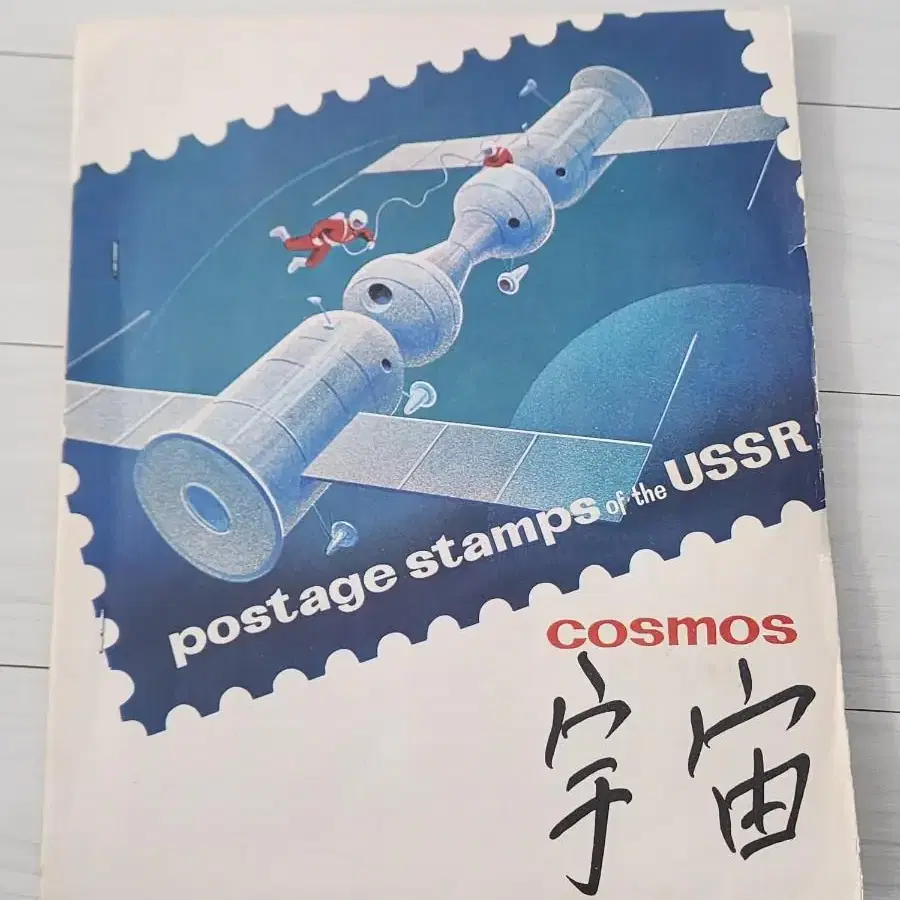 postage stamps of the USSR
cosmos
宇宙